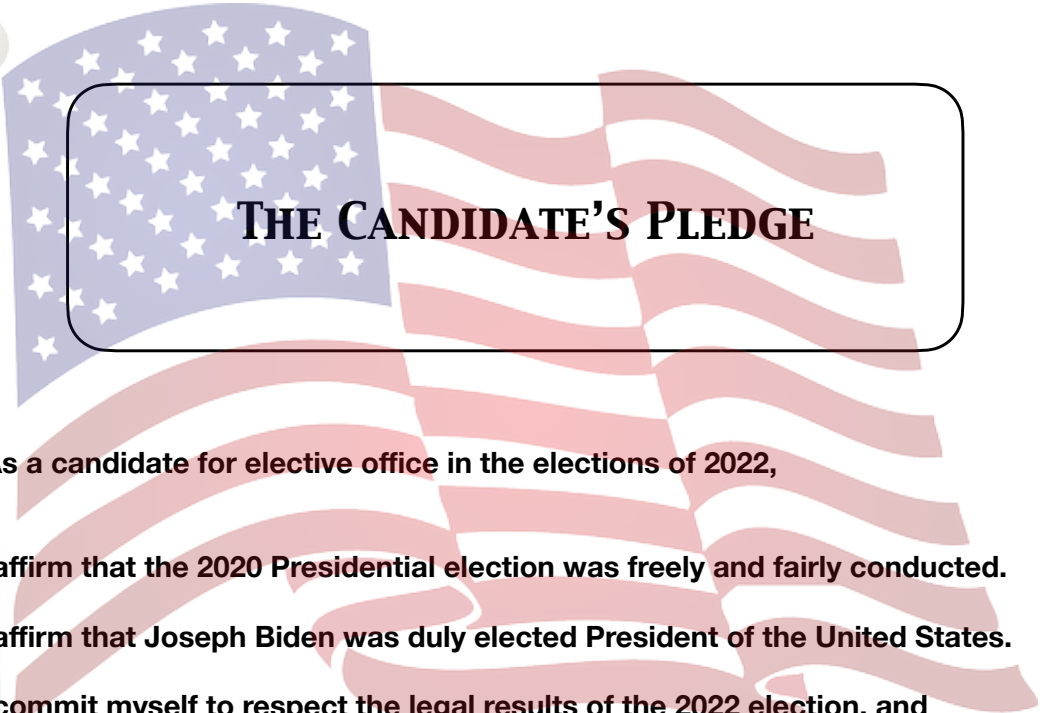 The Candidate's Pledge
As a candidate for elective office in the elections of 2022,
affirm that the 2020 Presidential election was freely and fairly conducted.
affirm that Joseph Biden was duly elected President of the United States.
commit myself to respect the legal results of the 2022 election, and